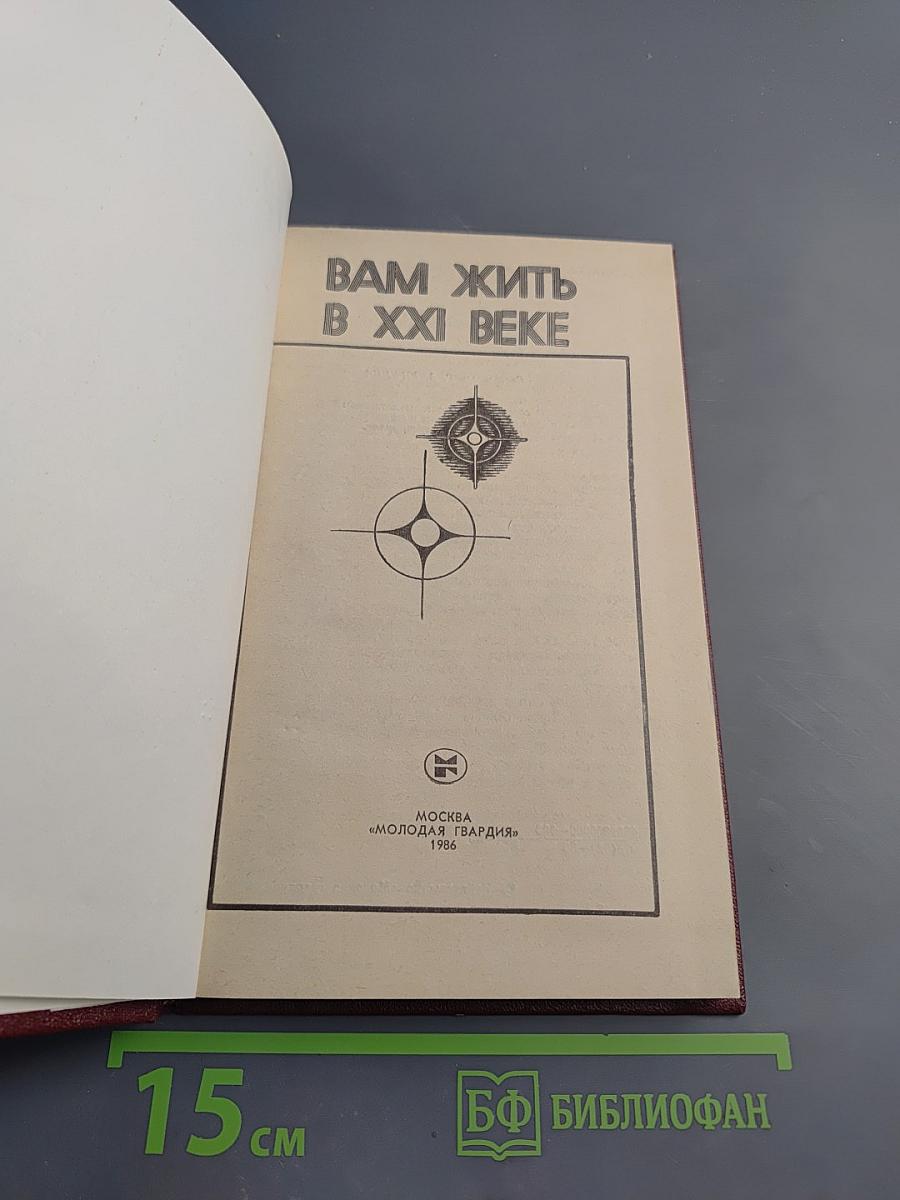 ВАМ ЖИТЬ
В XXI ВЕКЕ
МОСКВА
«МОЛОДАЯ ГВАРДИЯ»
1986
15 см
БФ БИБЛИОФАН